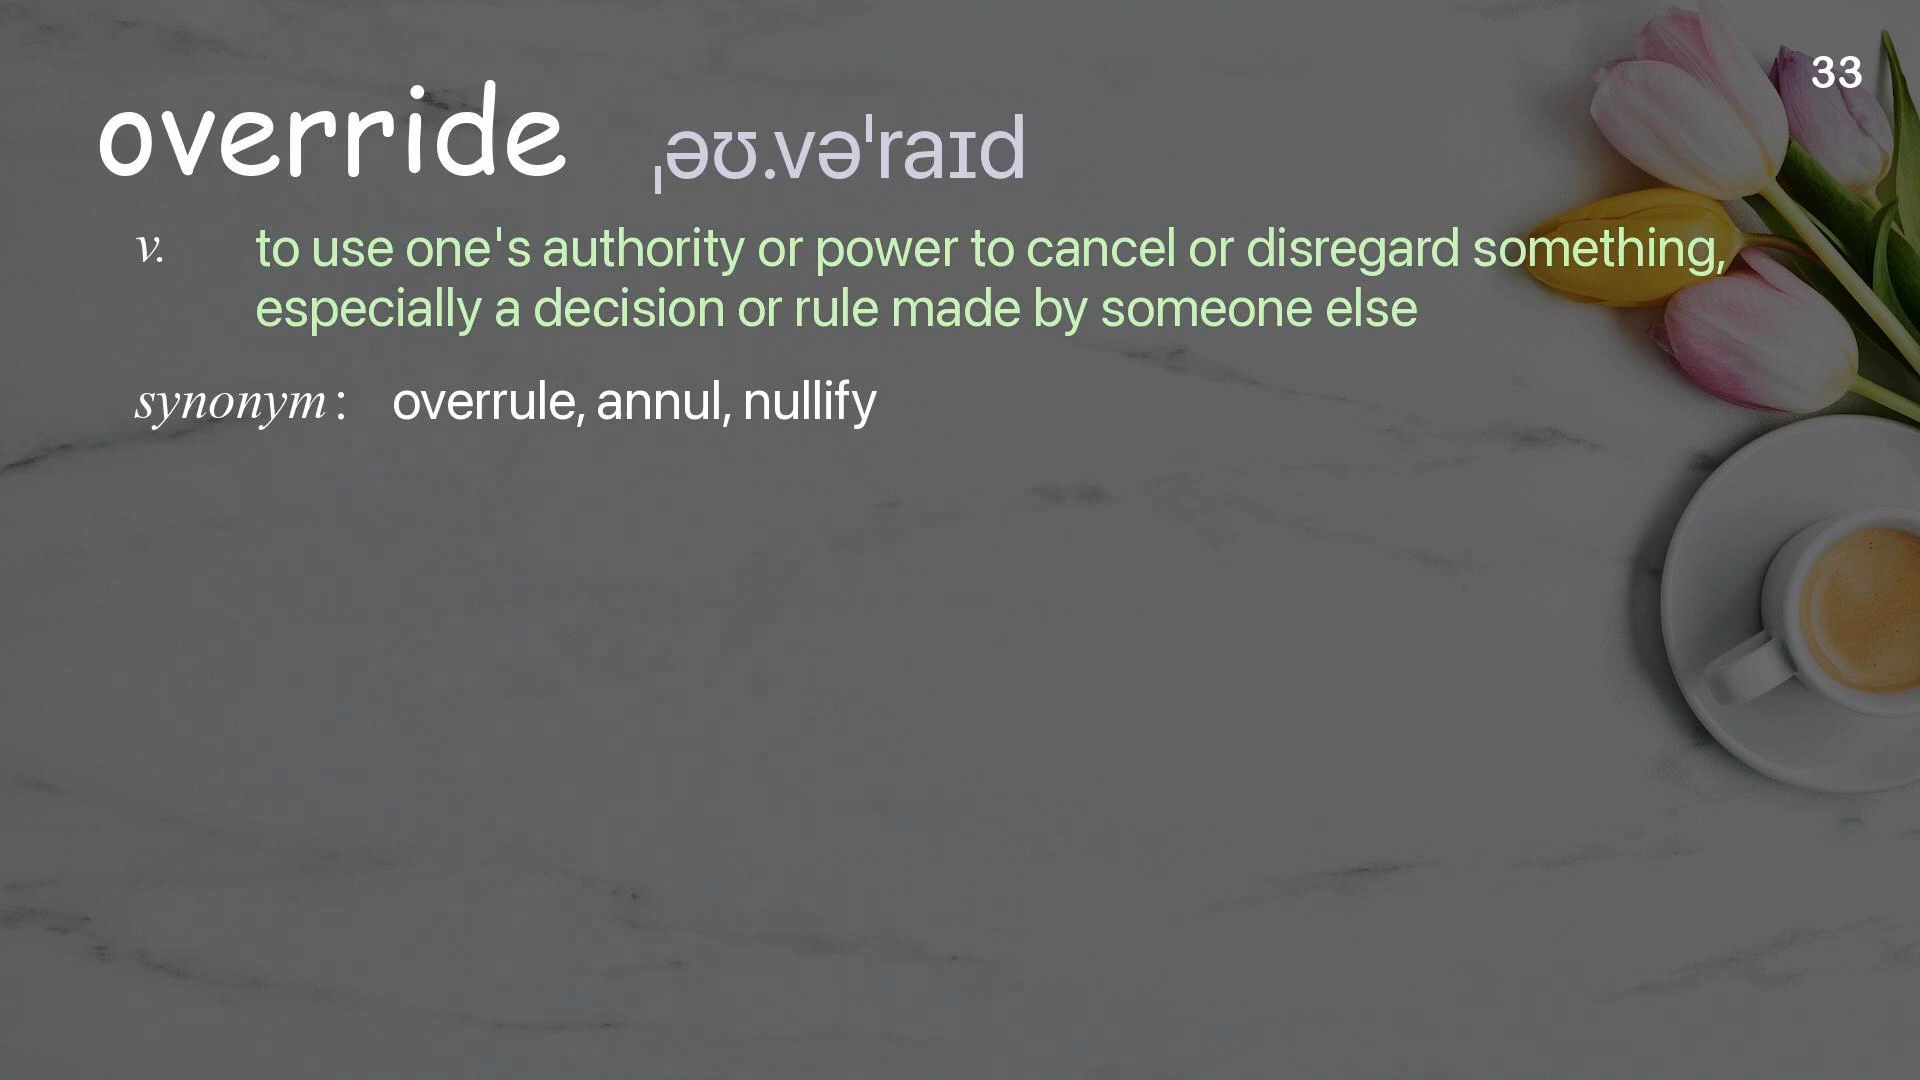 33
override ˌəʊ.vəˈraɪd
v. to use one's authority or power to cancel or disregard something,
especially a decision or rule made by someone else
synonym: overrule, annul, nullify